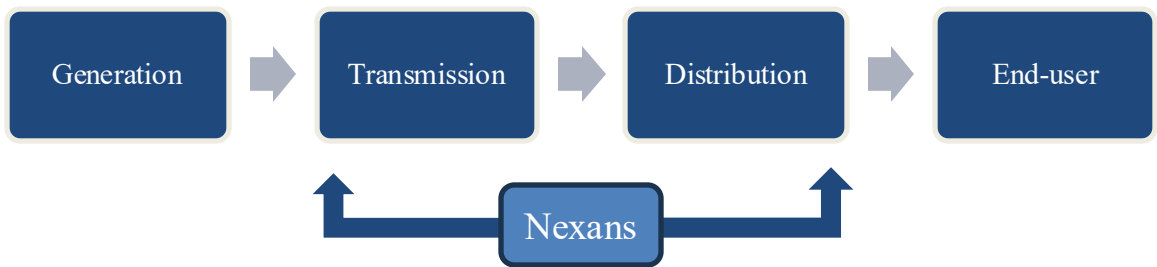 Generation
Transmission
Distribution
End-user
Nexans